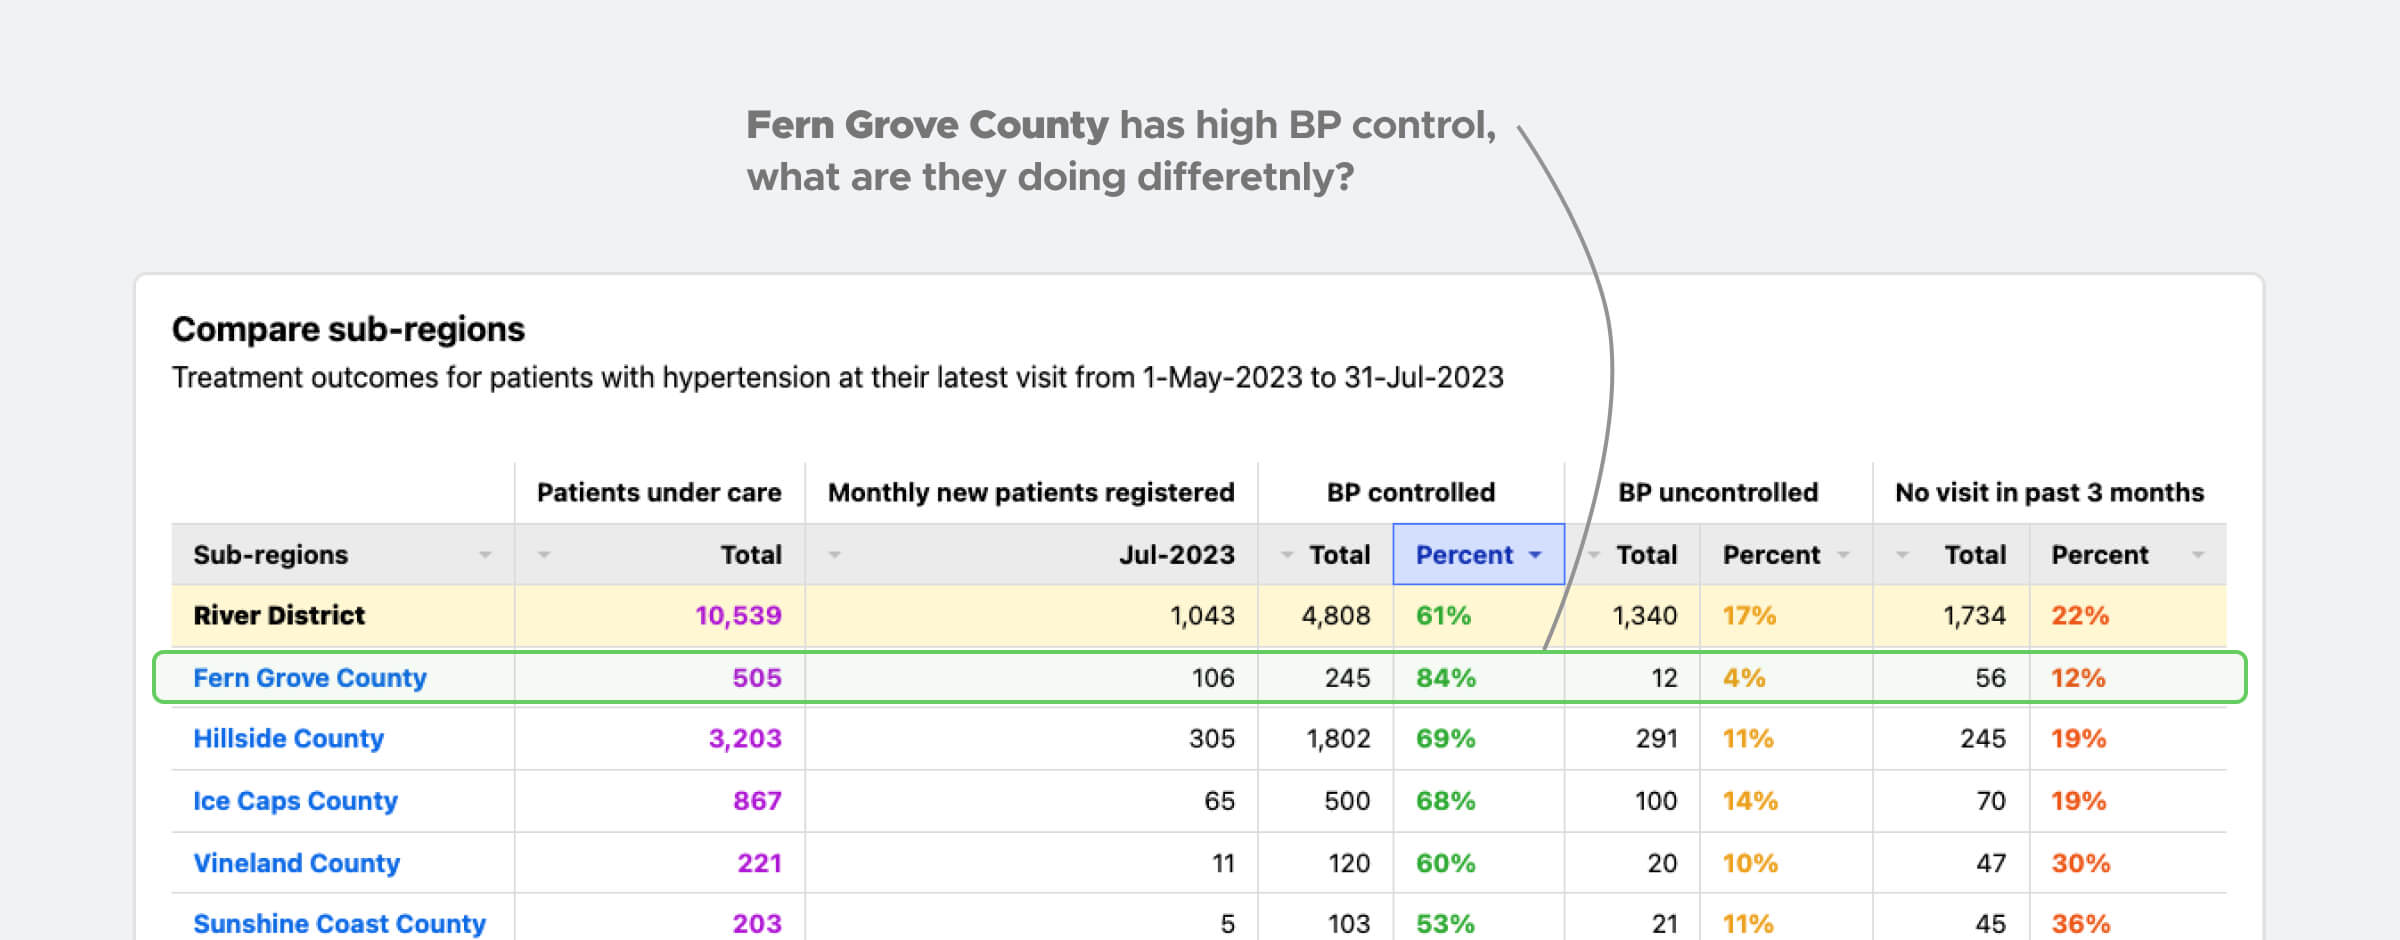 Fern Grove County has high BP control,
what are they doing differetnly?
Compare sub-regions
Treatment outcomes for patients with hypertension at their latest visit from 1-May-2023 to 31-Jul-2023
Patients under care Monthly new patients registered BP controlled BP uncontrolled No visit in past 3 months
Sub-regions Total Jul-2023 Total Percent Total Percent Total Percent
River District 10,539 1,043 4,808 61% 1,340 17% 1,734 22%
Fern Grove County 505 106 245 84% 12 4% 56 12%
Hillside County 3,203 305 1,802 69% 291 11% 245 19%
Ice Caps County 867 65 500 68% 100 14% 70 19%
Vineland County 221 11 120 60% 20 10% 47 30%
Sunshine Coast County 203 5 103 53% 21 11% 45 36%